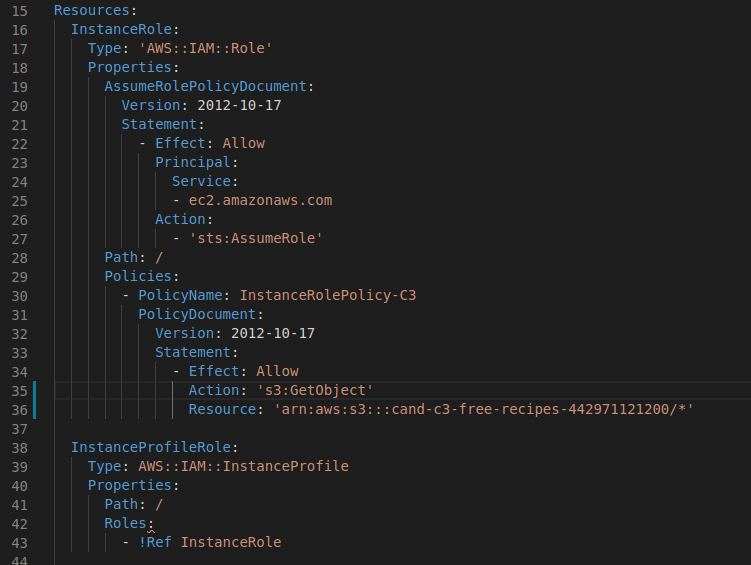 15 Resources:
16 InstanceRole:
17 Type: 'AWS::IAM::Role'
18 Properties:
19 AssumeRolePolicyDocument:
20 Version: 2012-10-17
21 Statement:
22 - Effect: Allow
23 Principal:
24 Service:
25 - ec2.amazonaws.com
26 Action:
27 - 'sts:AssumeRole'
28 Path: /
29 Policies:
30 - PolicyName: InstanceRolePolicy-C3
31 PolicyDocument:
32 Version: 2012-10-17
33 Statement:
34 - Effect: Allow
35 Action: 's3:GetObject'
36 Resource: 'arn:aws:s3:::cand-c3-free-recipes-442971121200/*'
37
38 InstanceProfileRole:
39 Type: AWS::IAM::InstanceProfile
40 Properties:
41 Path: /
42 Roles:
43 - !Ref InstanceRole
44